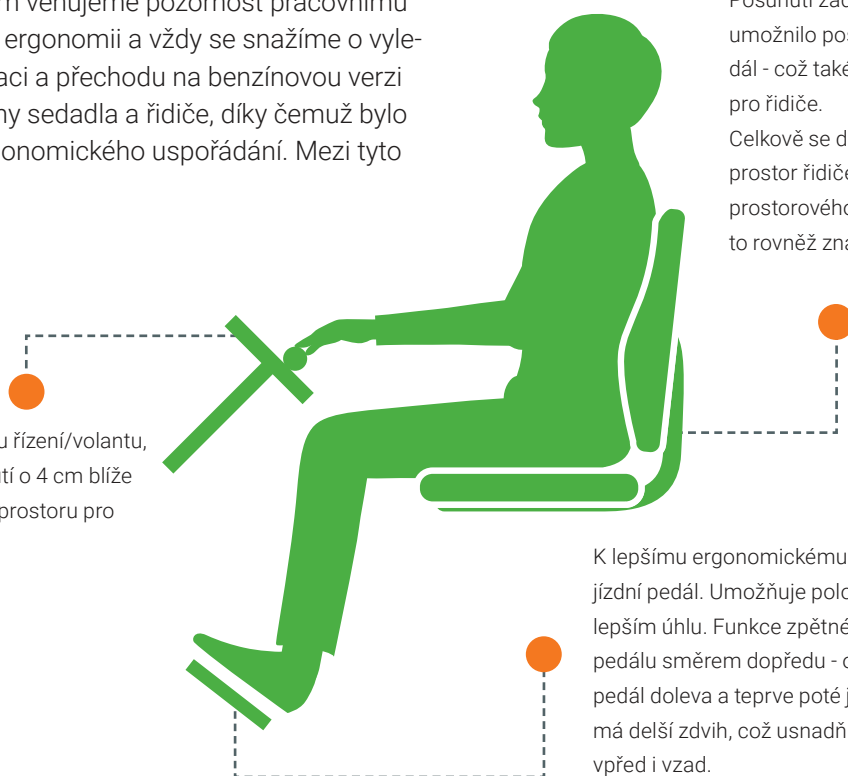 m věnujeme pozornost pracovnímu
ergonomii a vždy se snažíme o vyle-
aci a přechodu na benzínovou verzi
ny sedadla a řidiče, díky čemuž bylo
onomického uspořádání. Mezi tyto
umožnilo pos
dál - což také
pro řidiče.
Celkově se d
prostor řidiče
prostorového
to rovněž zna
u řízení/volantu,
tí o 4 cm blíže
prostoru pro
K lepšímu ergonomickému
jízdní pedál. Umožňuje polo
lepším úhlu. Funkce zpětné
pedálu směrem dopředu - 
pedál doleva a teprve poté j
má delší zdvih, což usnadň
vpřed i vzad.